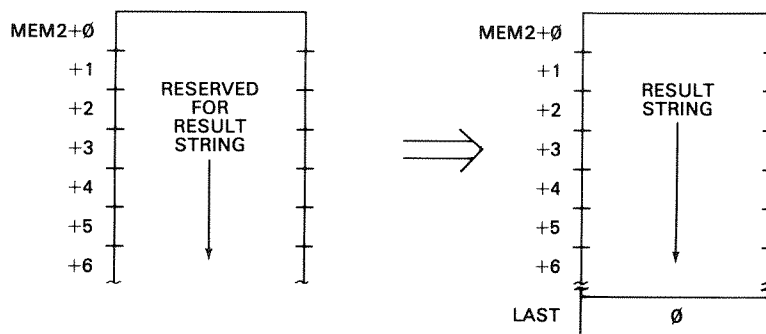 MEM2+Ø
+1
+2
+3
+4
+5
+6
RESERVED
FOR
RESULT
STRING
MEM2+Ø
+1
+2
+3
+4
+5
+6
LAST
RESULT
STRING
Ø